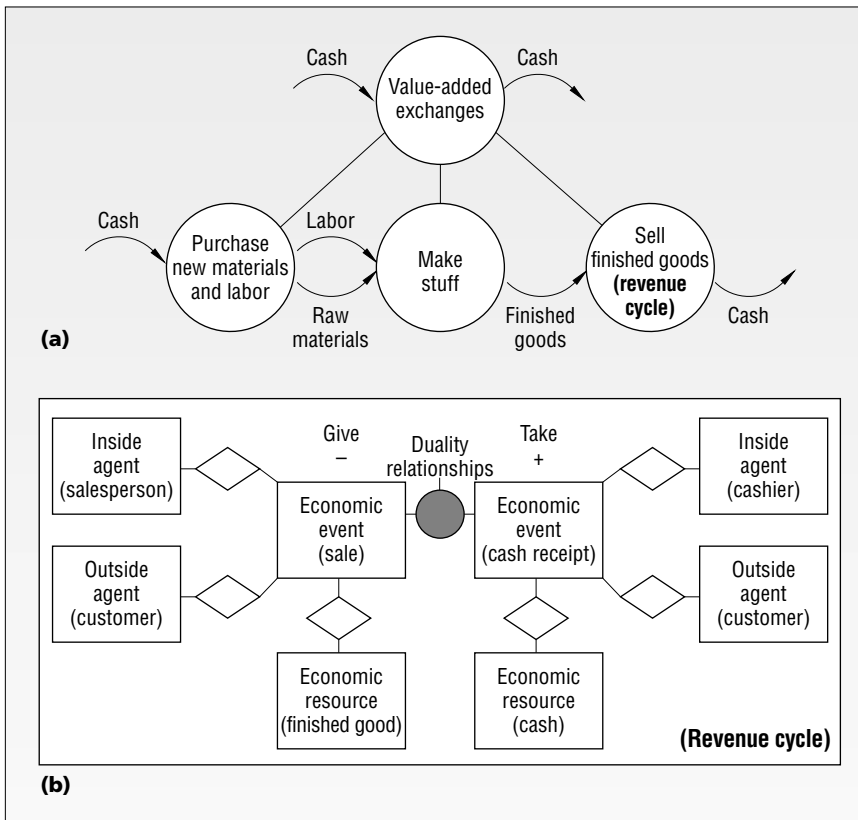 Cash
Cash
Value-added
exchanges
Cash
Purchase
new materials
and labor
Labor
Raw
materials
Make
stuff
Finished
goods
Sell
finished goods
(revenue
cycle)
Cash
(a)
Inside
agent
(salesperson)
Outside
agent
(customer)
Give
–
Duality
relationships
Take
+
Economic
event
(sale)
Economic
event
(cash receipt)
Economic
resource
(finished good)
Economic
resource
(cash)
Inside
agent
(cashier)
Outside
agent
(customer)
(Revenue cycle)
(b)